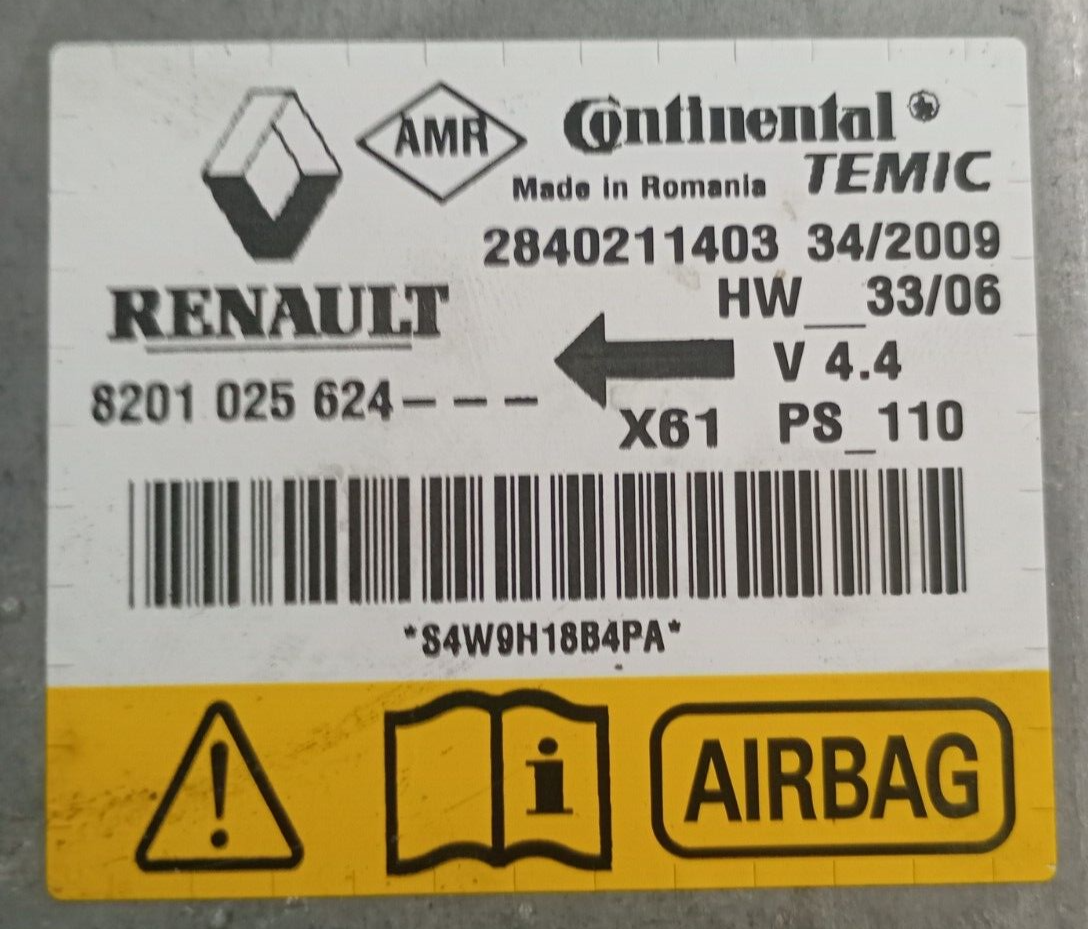 AMR
Continental
Made in Romania TEMIC
2840211403 34/2009
RENAULT
HW__33/06
V 4.4
8201 025 624---
X61 PS_110
*S4W9H18B4PA*
! i AIRBAG